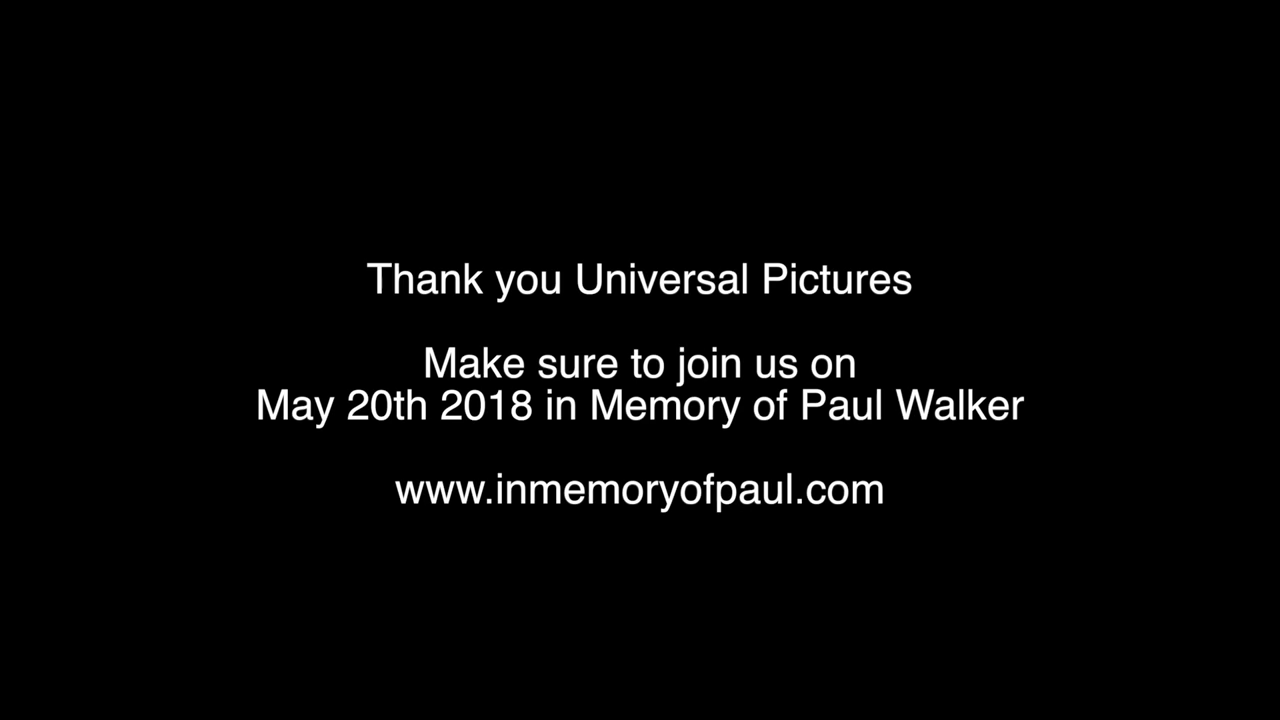 Thank you Universal Pictures
Make sure to join us on
May 20th 2018 in Memory of Paul Walker
www.inmemoryofpaul.com